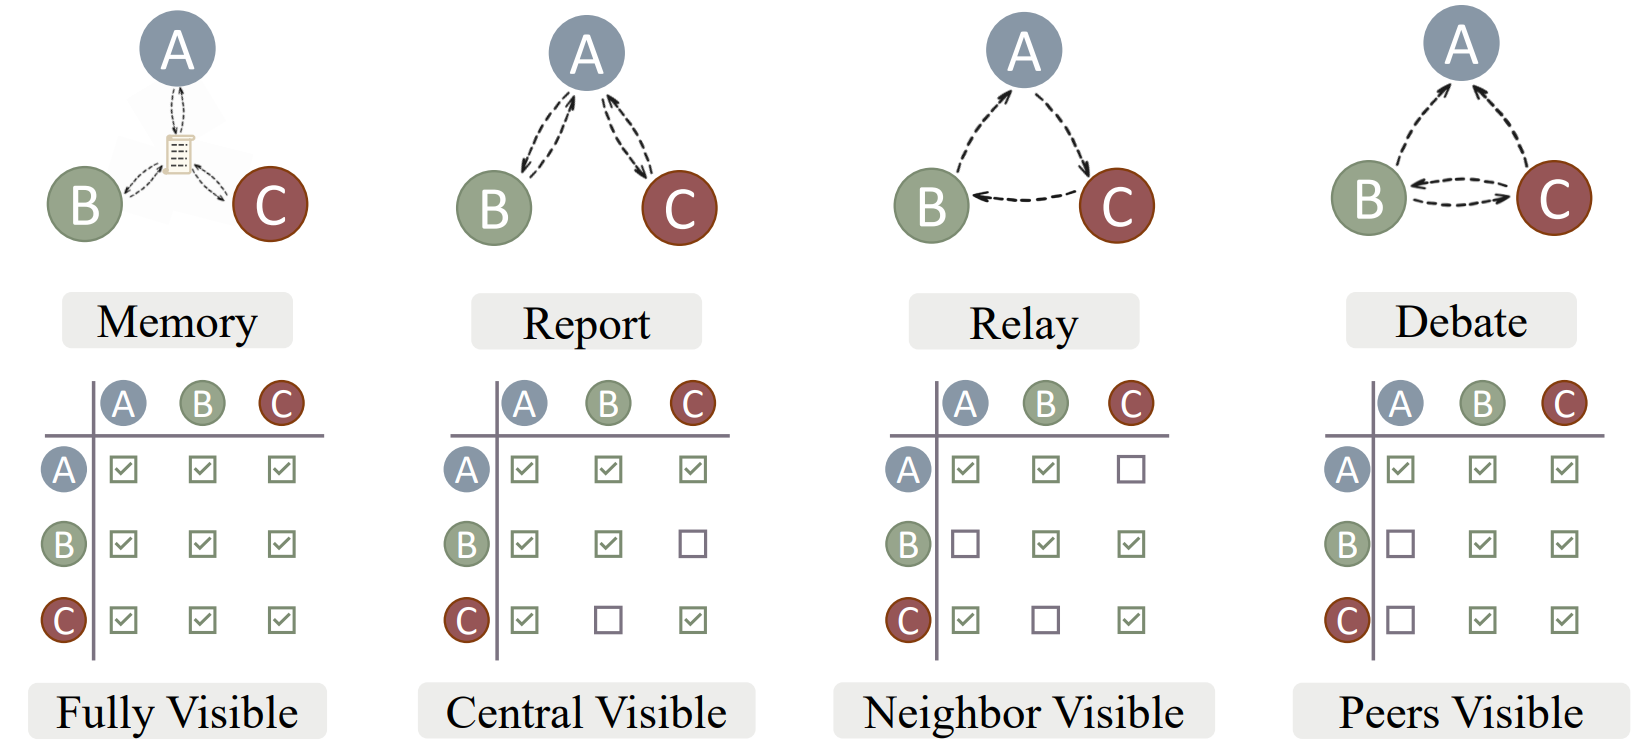 A
B
C
Memory
A
B
C
A
B
C
Fully Visible
A
B
C
Report
A
B
C
A
B
C
Central Visible
A
B
C
Relay
A
B
C
A
B
C
Neighbor Visible
A
B
C
Debate
A
B
C
A
B
C
Peers Visible